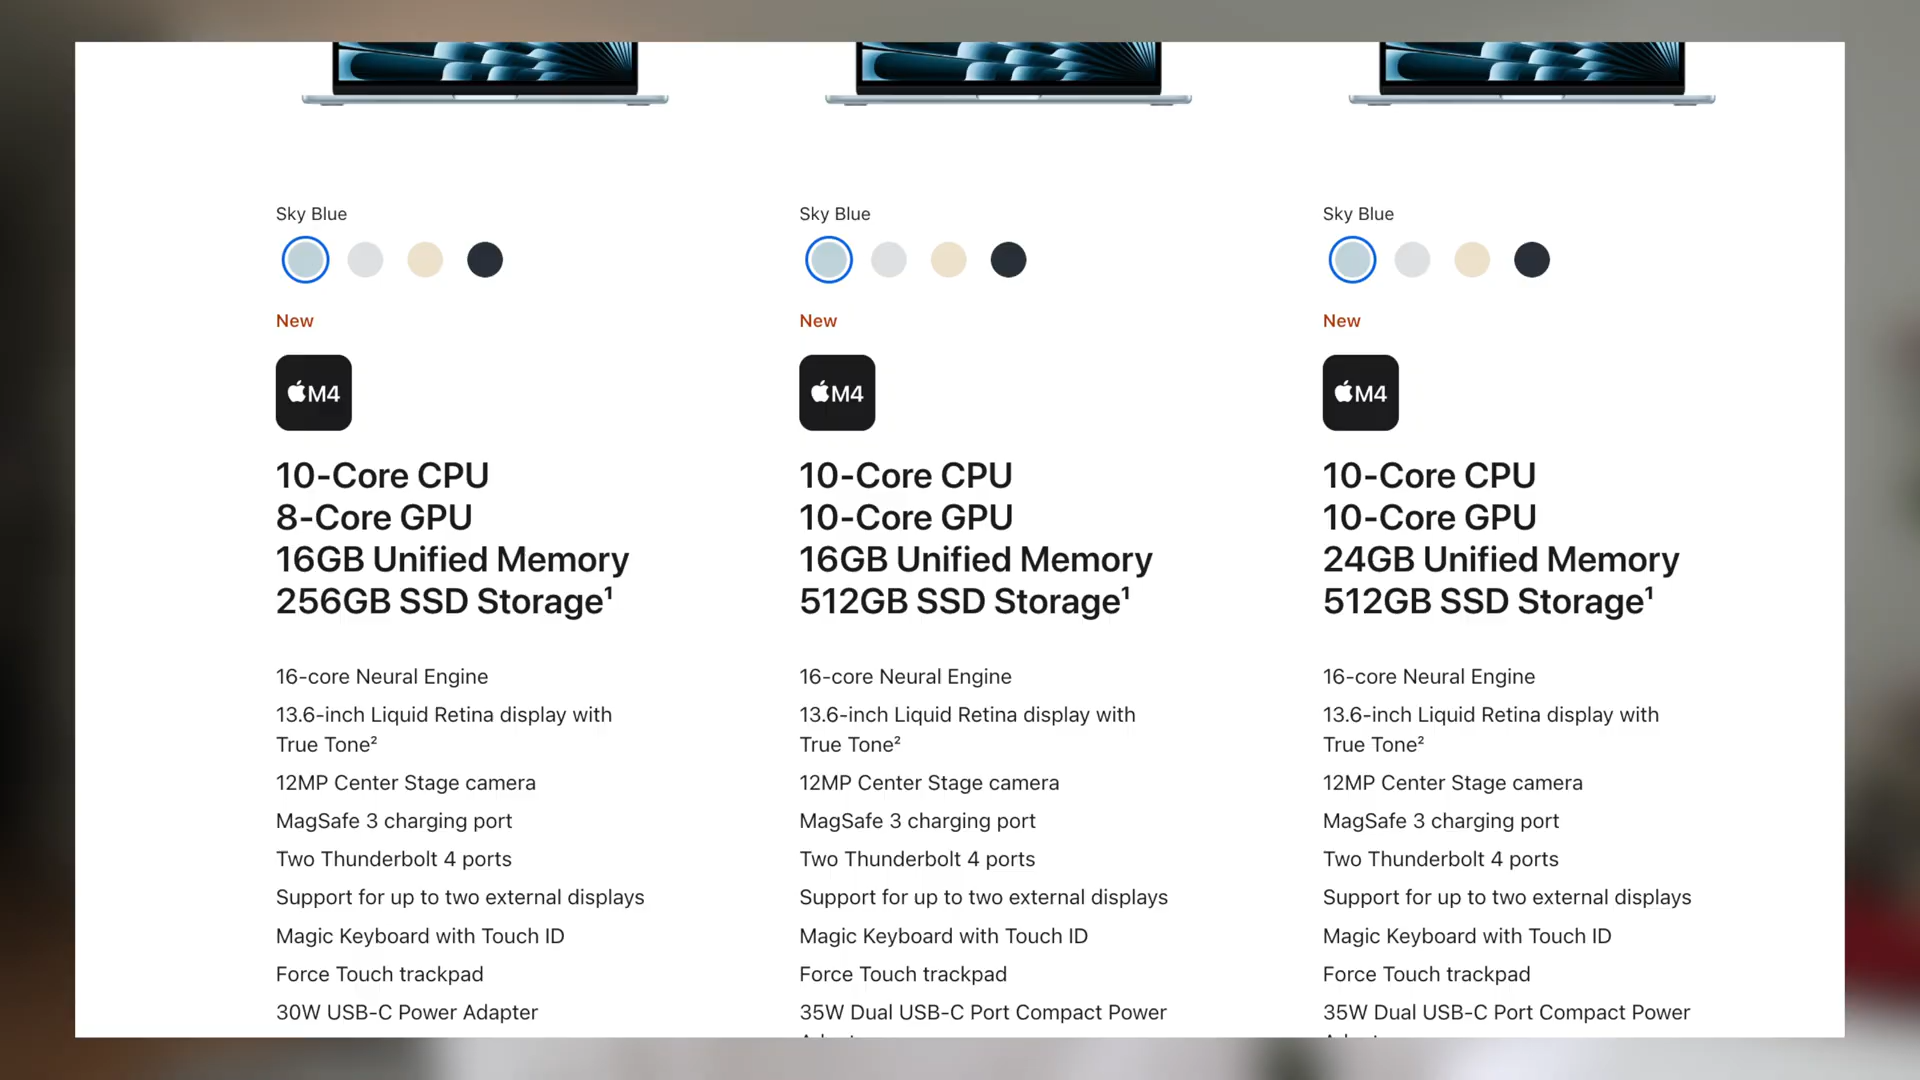 Sky Blue
New
M4
10-Core CPU
8-Core GPU
16GB Unified Memory
256GB SSD Storage¹
16-core Neural Engine
13.6-inch Liquid Retina display with
True Tone²
12MP Center Stage camera
MagSafe 3 charging port
Two Thunderbolt 4 ports
Support for up to two external displays
Magic Keyboard with Touch ID
Force Touch trackpad
30W USB-C Power Adapter
Sky Blue
New
M4
10-Core CPU
10-Core GPU
16GB Unified Memory
512GB SSD Storage¹
16-core Neural Engine
13.6-inch Liquid Retina display with
True Tone²
12MP Center Stage camera
MagSafe 3 charging port
Two Thunderbolt 4 ports
Support for up to two external displays
Magic Keyboard with Touch ID
Force Touch trackpad
35W Dual USB-C Port Compact Power
Sky Blue
New
M4
10-Core CPU
10-Core GPU
24GB Unified Memory
512GB SSD Storage¹
16-core Neural Engine
13.6-inch Liquid Retina display with
True Tone²
12MP Center Stage camera
MagSafe 3 charging port
Two Thunderbolt 4 ports
Support for up to two external displays
Magic Keyboard with Touch ID
Force Touch trackpad
35W Dual USB-C Port Compact Power